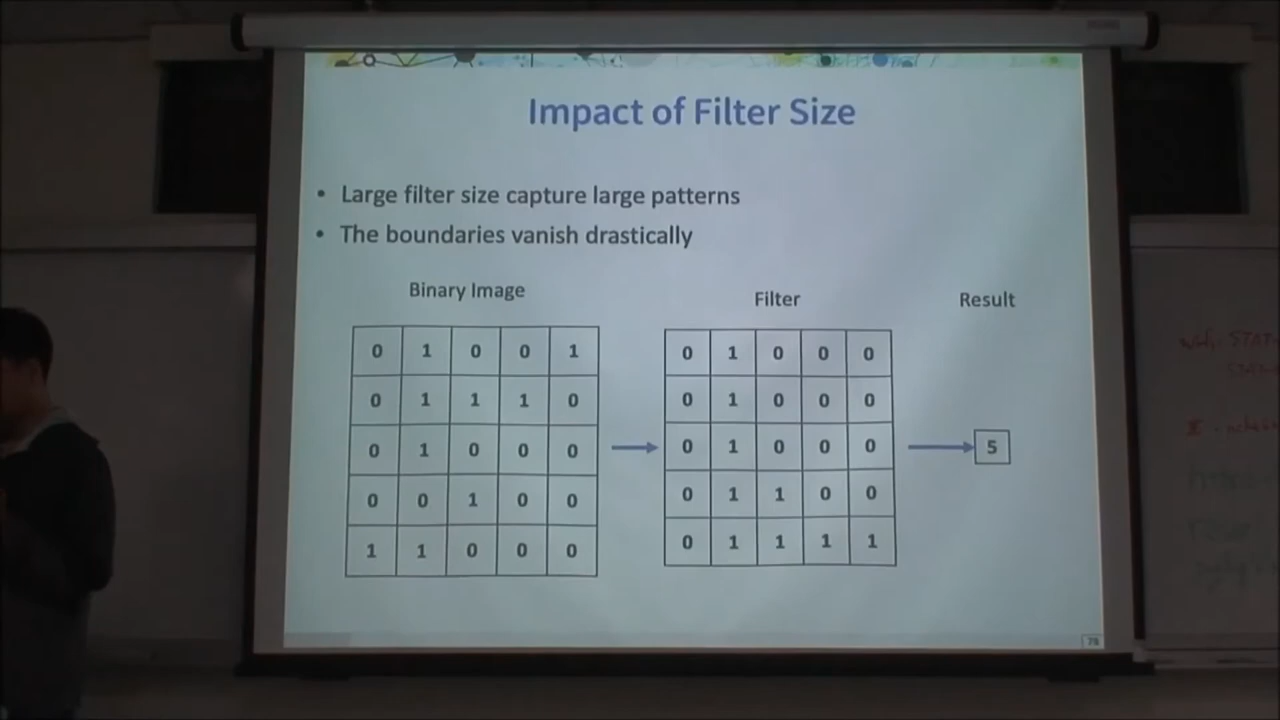 Impact of Filter Size
• Large filter size capture large patterns
• The boundaries vanish drastically
Binary Image
Filter
Result
0 1 0 0 1
0 1 1 1 0
0 1 0 0 0
0 0 1 0 0
1 1 0 0 0
0 1 0 0 0
0 1 0 0 0
0 1 0 0 0
0 1 1 0 0
0 1 1 1 1
5